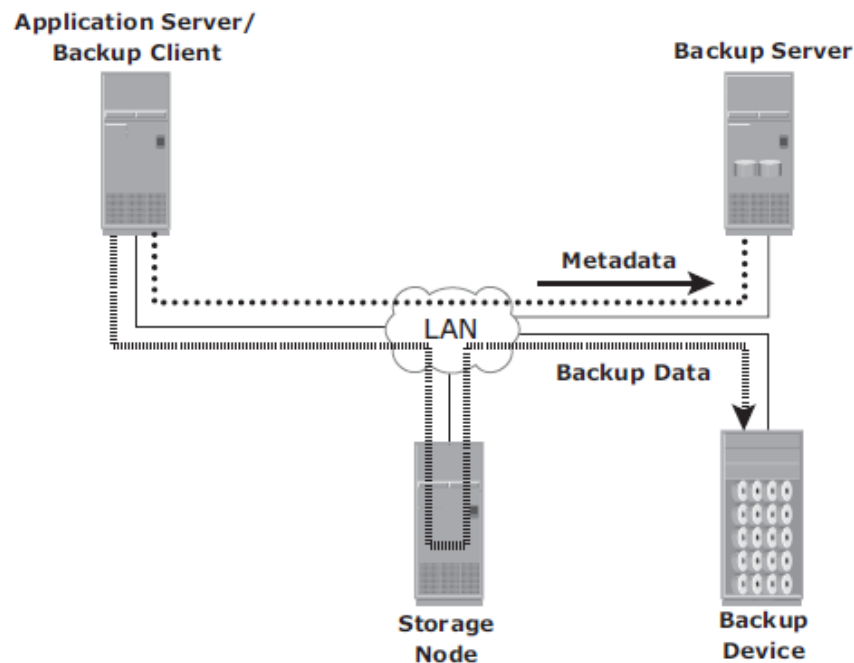 Application Server/
Backup Client
Backup Server
Metadata
LAN
Backup Data
Storage
Node
Backup
Device